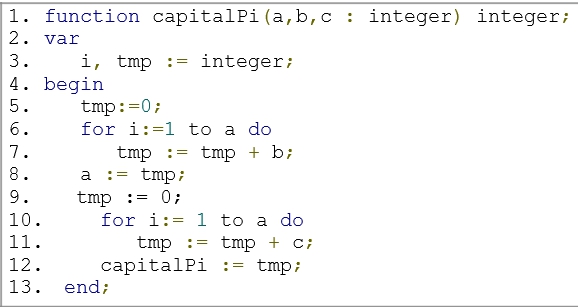 1. function capitalPi(a,b,c : integer) integer;
2. var
3. i, tmp := integer;
4. begin
5. tmp:=0;
6. for i:=1 to a do
7. tmp := tmp + b;
8. a := tmp;
9. tmp := 0;
10. for i:= 1 to a do
11. tmp := tmp + c;
12. capitalPi := tmp;
13. end;